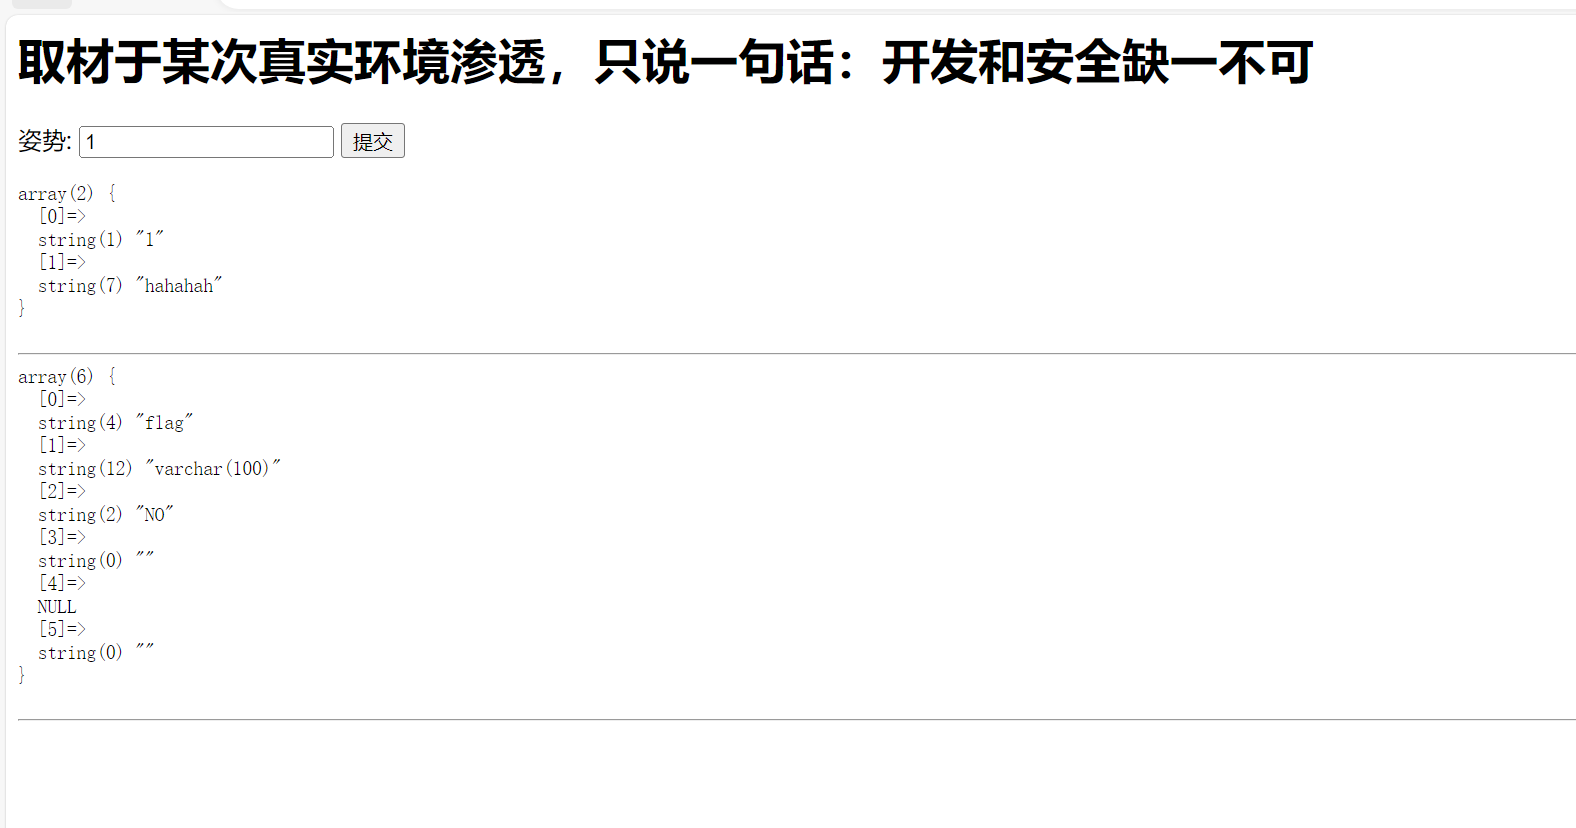 取材于某次真实环境渗透，只说一句话：开发和安全缺一不可
姿势: 1 提交
array(2) {
  [0]=>
  string(1) "1"
  [1]=>
  string(7) "hahahah"
}
array(6) {
  [0]=>
  string(4) "flag"
  [1]=>
  string(12) "varchar(100)"
  [2]=>
  string(2) "NO"
  [3]=>
  string(0) ""
  [4]=>
  NULL
  [5]=>
  string(0) ""
}